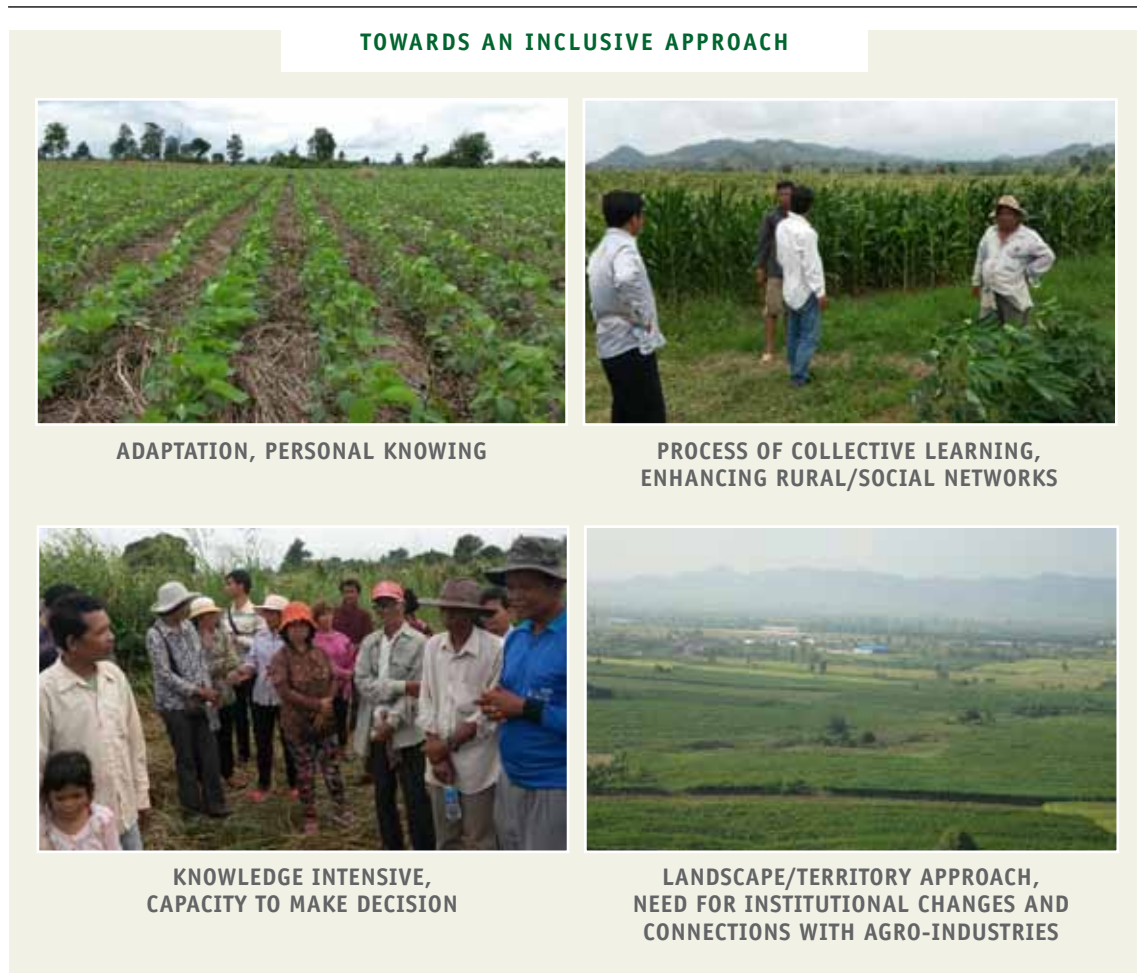 TOWARDS AN INCLUSIVE APPROACH
ADAPTATION, PERSONAL KNOWING
PROCESS OF COLLECTIVE LEARNING,
ENHANCING RURAL/SOCIAL NETWORKS
KNOWLEDGE INTENSIVE,
CAPACITY TO MAKE DECISION
LANDSCAPE/TERRITORY APPROACH,
NEED FOR INSTITUTIONAL CHANGES AND
CONNECTIONS WITH AGRO-INDUSTRIES